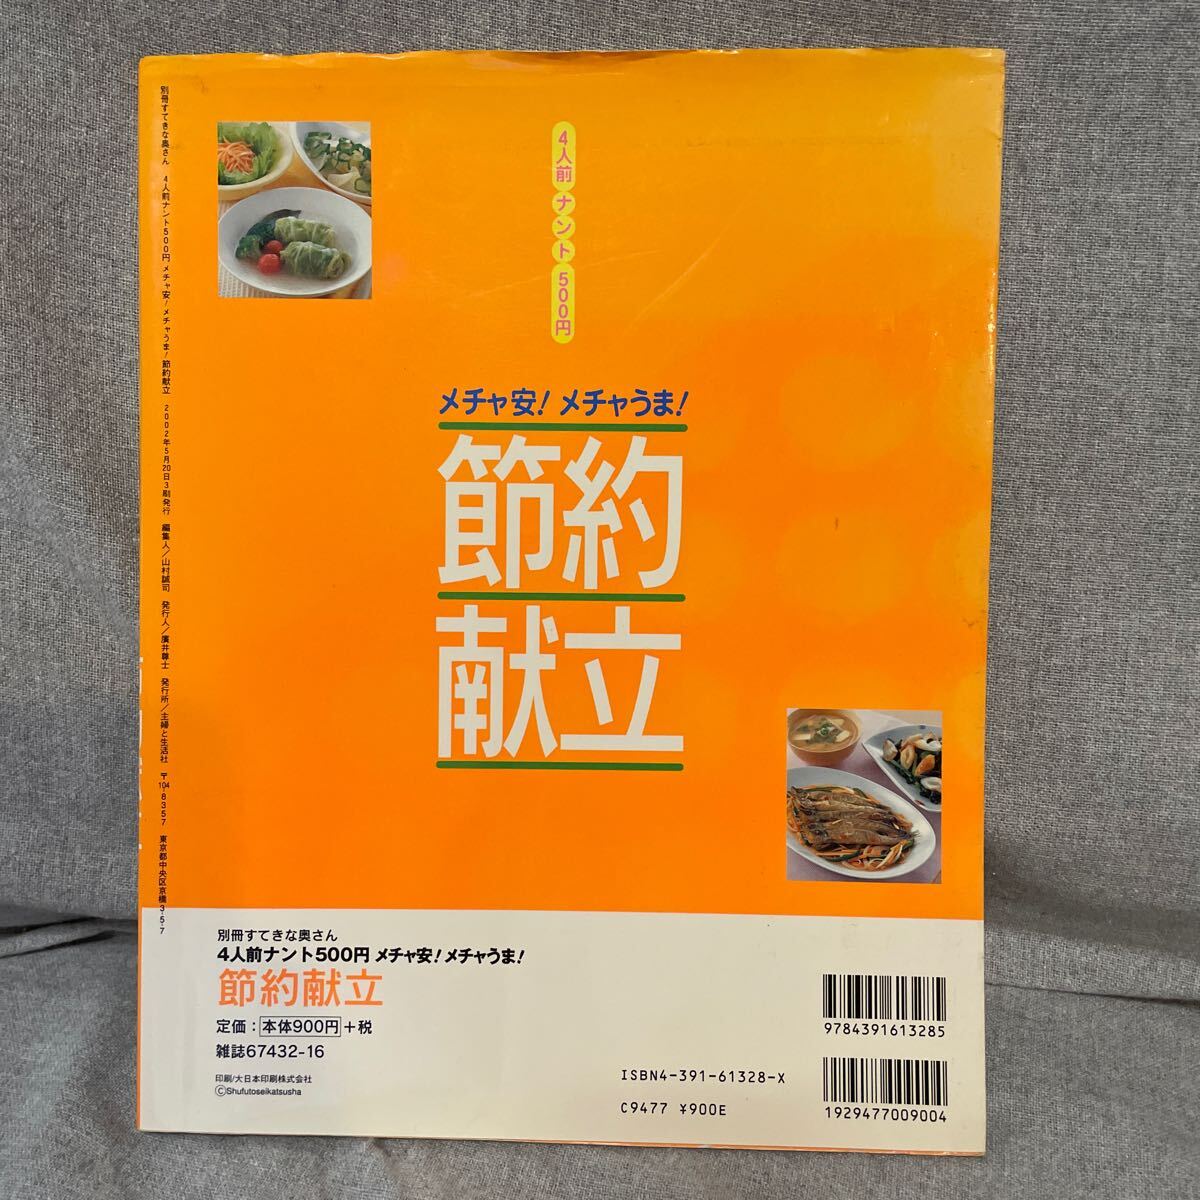 別冊すてきな奥さん 4人前ナント500円 メチャ安!メチャうま!節約献立 2002年5月20日3刷発行 編集人/山村誠司 発行人/廣井尊士 発行所/主婦と生活社 〒104-8357 東京都中央区京橋3-5-7
4人前 ナント 500円
メチャ安! メチャうま!
節約
献立
別冊すてきな奥さん
4人前ナント500円 メチャ安!メチャうま!
節約献立
定価:本体900円+税
雑誌67432-16
印刷/大日本印刷株式会社
©Shufutoseikatsusha
9784391613285
ISBN4-391-61328-X
C9477 ¥900E
1929477009004